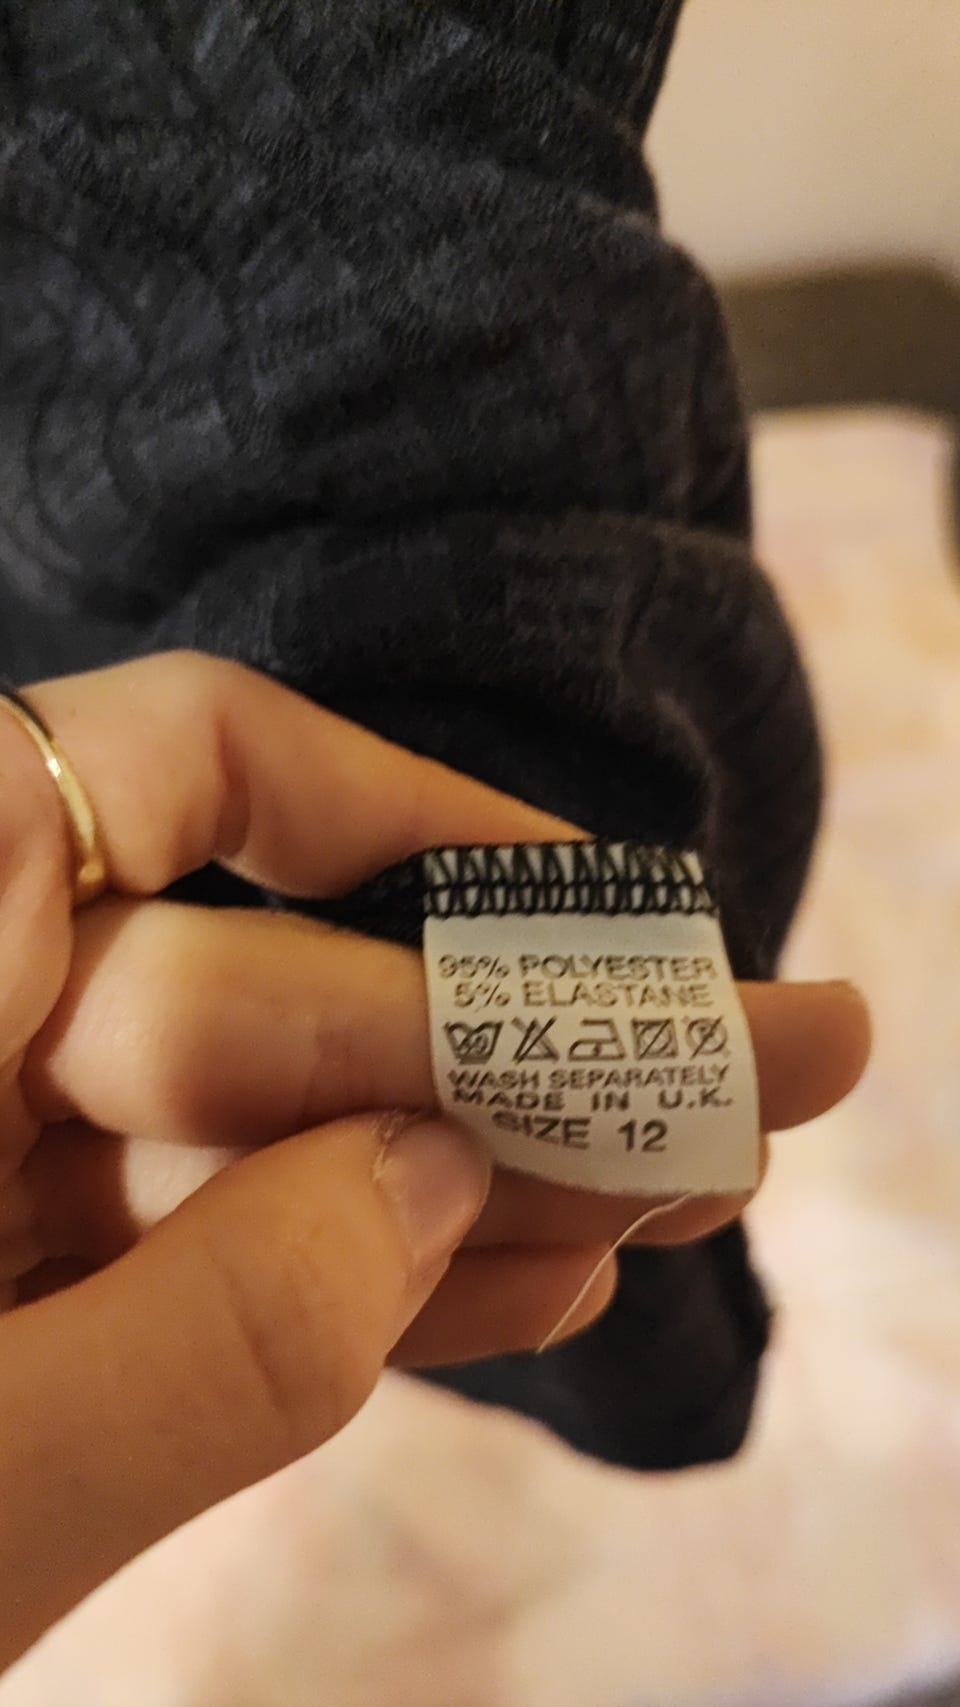 95% POLYESTER
5% ELASTANE
WASH SEPARATELY
MADE IN U.K.
SIZE 12